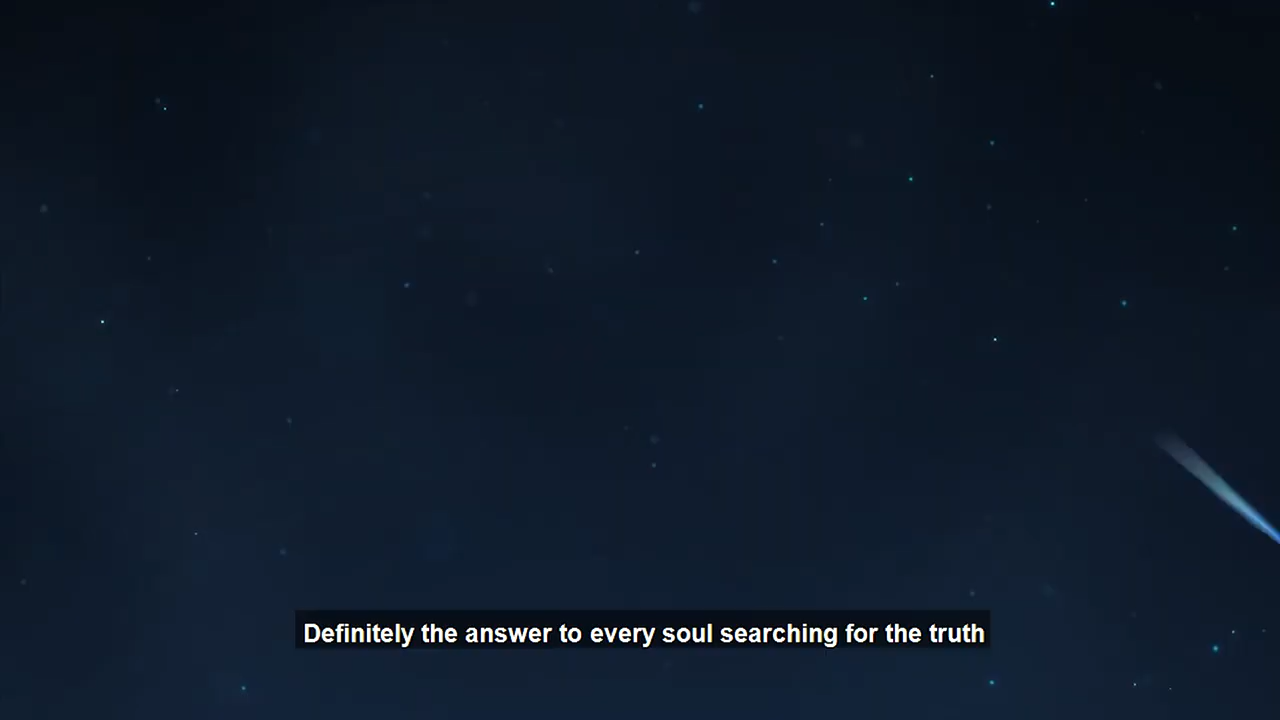 Definitely the answer to every soul searching for the truth